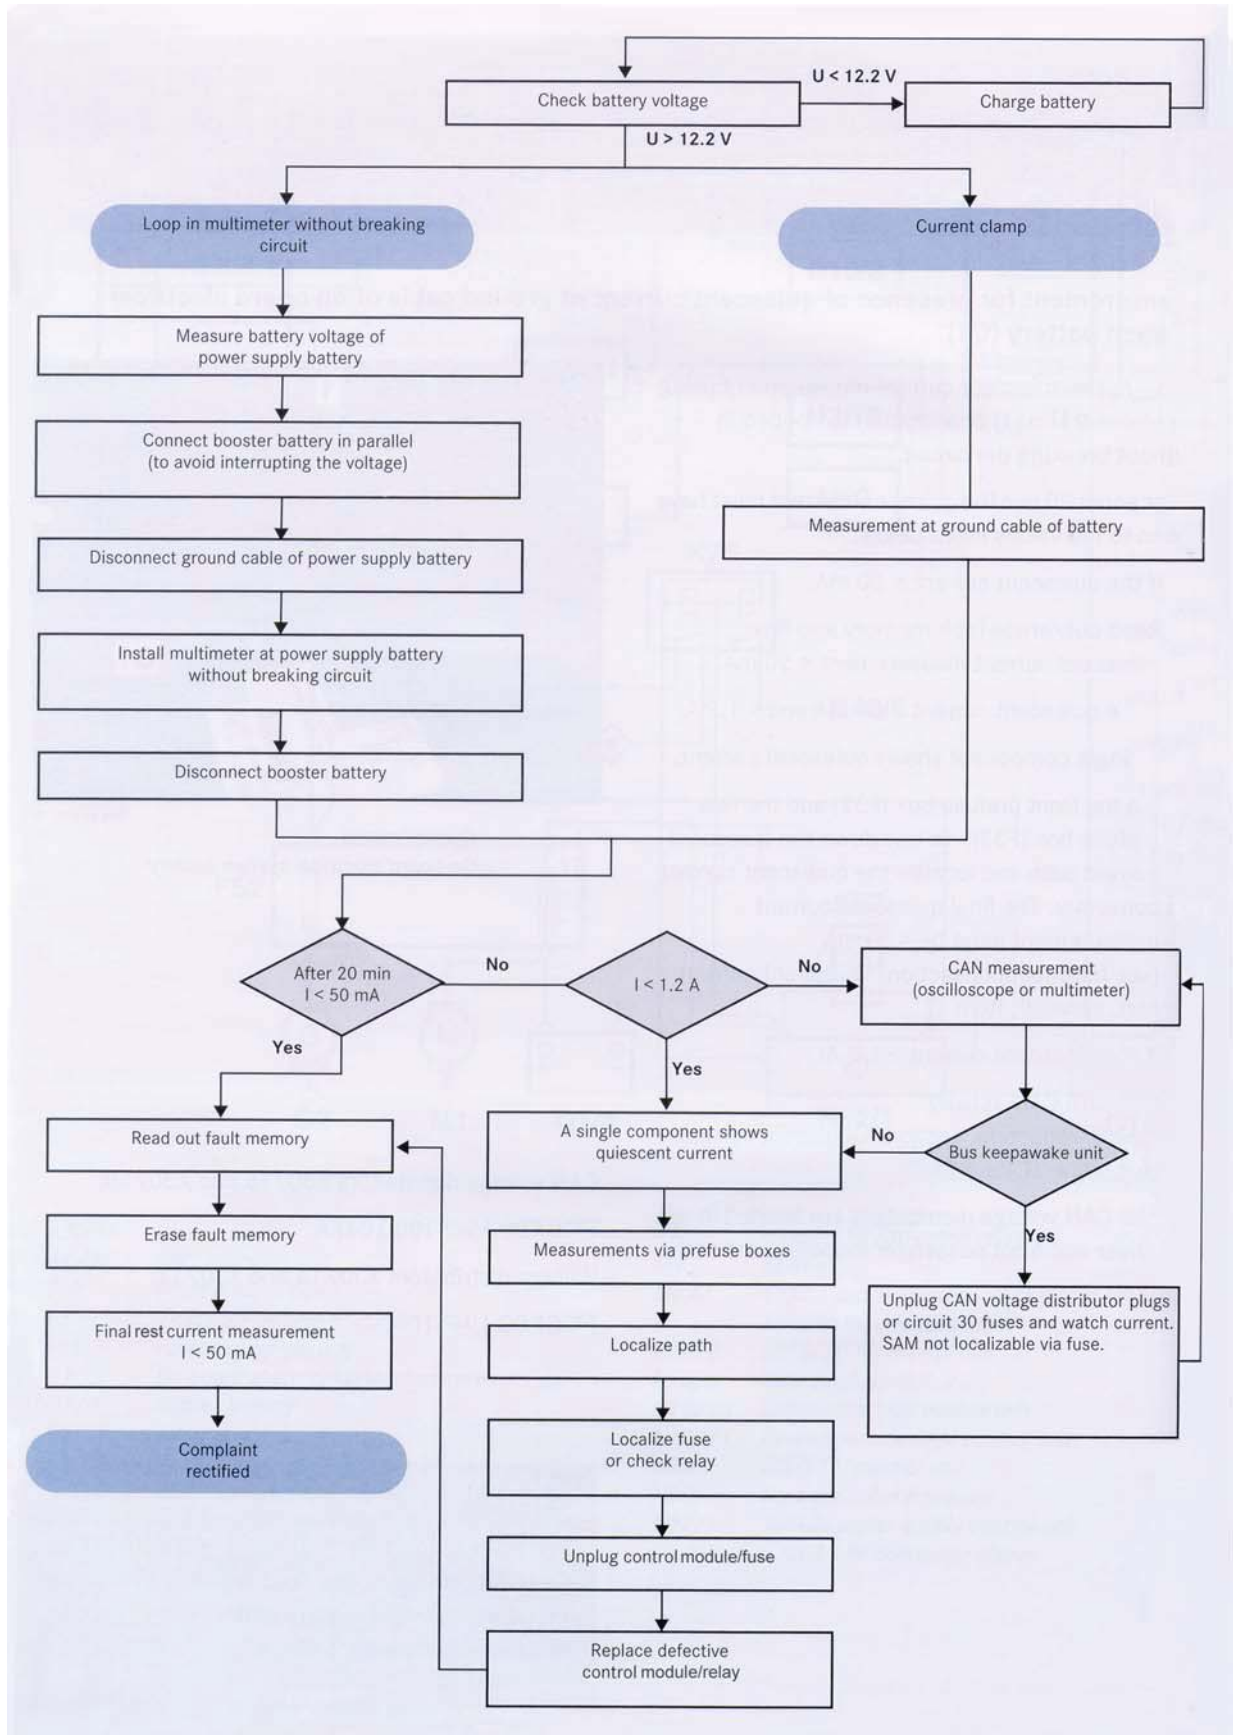 U < 12.2 V
Check battery voltage
Charge battery
U > 12.2 V
Loop in multimeter without breaking
circuit
Current clamp
Measure battery voltage of
power supply battery
Connect booster battery in parallel
(to avoid interrupting the voltage)
Measurement at ground cable of battery
Disconnect ground cable of power supply battery
Install multimeter at power supply battery
without breaking circuit
Disconnect booster battery
After 20 min
I < 50 mA
No
I < 1.2 A
No
CAN measurement
(oscilloscope or multimeter)
Yes
Yes
Read out fault memory
A single component shows
quiescent current
No
Bus keepawake unit
Yes
Erase fault memory
Measurements via prefuse boxes
Unplug CAN voltage distributor plugs
or circuit 30 fuses and watch current.
SAM not localizable via fuse.
Final rest current measurement
I < 50 mA
Localize path
Complaint
rectified
Localize fuse
or check relay
Unplug control module/fuse
Replace defective
control module/relay